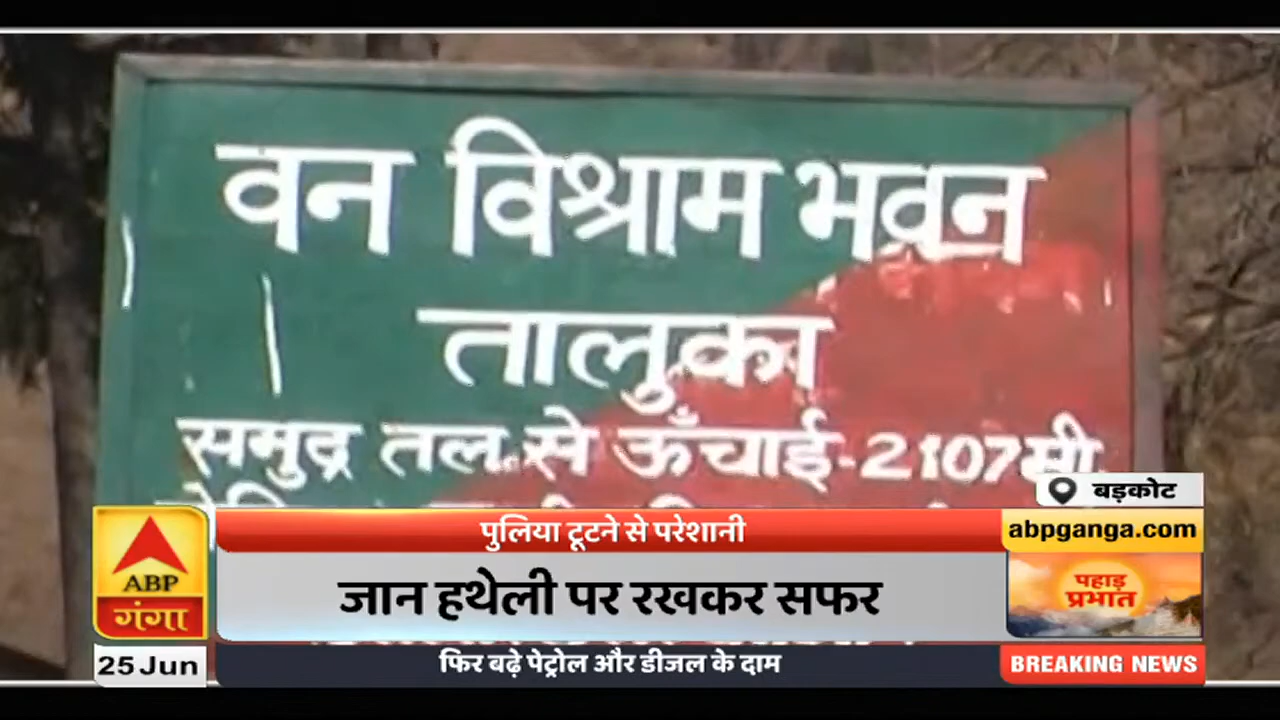 वन विश्राम भवन
तालुका
समुद्र तल से ऊँचाई-2107मी
बड़कोट
पुलिया टूटने से परेशानी
abpganga.com
ABP
गंगा
जान हथेली पर रखकर सफर
पहाड़
प्रभात
25 Jun
फिर बढ़े पेट्रोल और डीजल के दाम
BREAKING NEWS